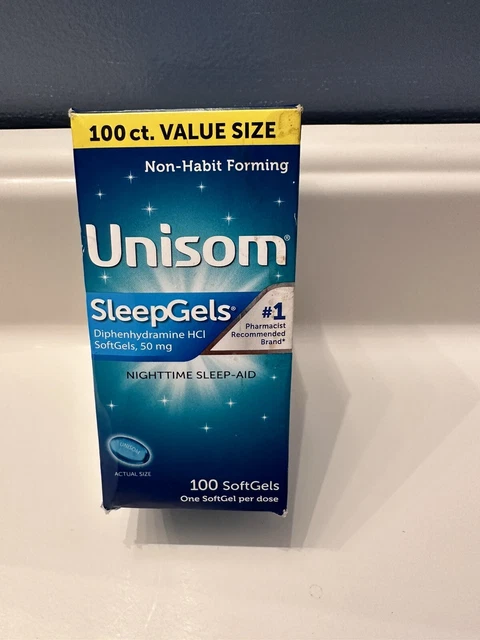 100 ct. VALUE SIZE
Non-Habit Forming
Unisom®
SleepGels®
Diphenhydramine HCl
SoftGels, 50 mg
#1
Pharmacist
Recommended
Brand*
NIGHTTIME SLEEP-AID
UNISOM
ACTUAL SIZE
100 SoftGels
One SoftGel per dose